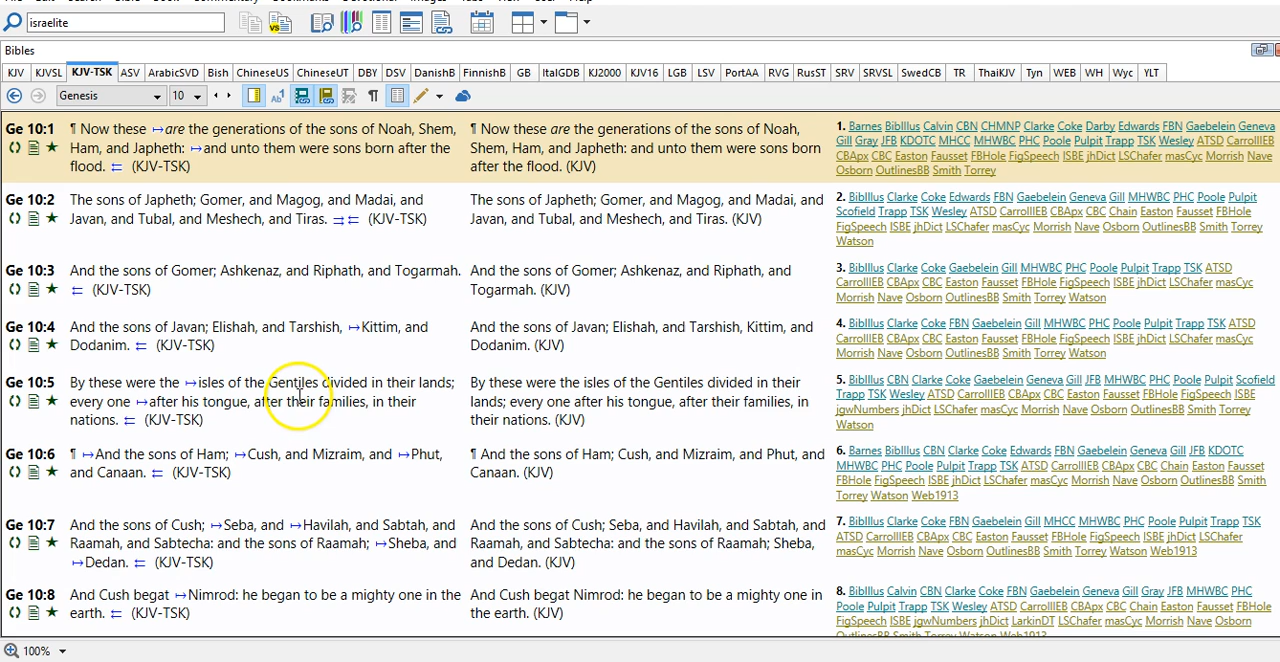 israelite
Bibles
KJV KJVSL KJV-TSK ASV ArabicSVD Bish ChineseUS ChineseUT DBY DSV DanishB FinnishB GB ItalGDB KJ2000 KJV16 LGB LSV PortAA RVG RusST SRV SRVSL SwedCB TR ThaiKJV Tyn WEB WH Wyc YLT
Genesis 10
Ge 10:1 ¶ Now these ↦are the generations of the sons of Noah, Shem,
Ham, and Japheth: ↦and unto them were sons born after the
flood. ⇇ (KJV-TSK)
¶ Now these are the generations of the sons of Noah,
Shem, Ham, and Japheth: and unto them were sons born
after the flood. (KJV)
1. Barnes BiblIlus Calvin CBN CHMNP Clarke Coke Darby Edwards FBN Gaebelein Geneva
Gill Gray JFB KDOTC MHCC MHWBC PHC Poole Pulpit Trapp TSK Wesley ATSD CarrollIEB
CBApx CBC Easton Fausset FBHole FigSpeech ISBE jhDict LSChafer masCyc Morrish Nave
Osborn OutlinesBB Smith Torrey
Ge 10:2 The sons of Japheth; Gomer, and Magog, and Madai, and
Javan, and Tubal, and Meshech, and Tiras. ⇉⇇ (KJV-TSK)
The sons of Japheth; Gomer, and Magog, and Madai, and
Javan, and Tubal, and Meshech, and Tiras. (KJV)
2. BiblIlus Clarke Coke Edwards FBN Gaebelein Geneva Gill MHWBC PHC Poole Pulpit
Scofield Trapp TSK Wesley ATSD CarrollIEB CBApx CBC Chain Easton Fausset FBHole
FigSpeech ISBE jhDict LSChafer masCyc Morrish Nave Osborn OutlinesBB Smith Torrey
Watson
Ge 10:3 And the sons of Gomer; Ashkenaz, and Riphath, and Togarmah.
⇇ (KJV-TSK)
And the sons of Gomer; Ashkenaz, and Riphath, and
Togarmah. (KJV)
3. BiblIlus Clarke Coke Gaebelein Gill MHWBC PHC Poole Pulpit Trapp TSK ATSD
CarrollIEB CBApx CBC Easton Fausset FBHole FigSpeech ISBE jhDict LSChafer masCyc
Morrish Nave Osborn OutlinesBB Smith Torrey Watson
Ge 10:4 And the sons of Javan; Elishah, and Tarshish, ↦Kittim, and
Dodanim. ⇇ (KJV-TSK)
And the sons of Javan; Elishah, and Tarshish, Kittim, and
Dodanim. (KJV)
4. BiblIlus Clarke Coke FBN Gaebelein Gill MHWBC PHC Poole Pulpit Trapp TSK ATSD
CarrollIEB CBApx CBC Easton Fausset FBHole FigSpeech ISBE jhDict LSChafer masCyc
Morrish Nave Osborn OutlinesBB Smith Torrey Watson
Ge 10:5 By these were the ↦isles of the Gentiles divided in their lands;
every one ↦after his tongue, after their families, in their
nations. ⇇ (KJV-TSK)
By these were the isles of the Gentiles divided in their
lands; every one after his tongue, after their families, in
their nations. (KJV)
5. BiblIlus CBN Clarke Coke FBN Gaebelein Geneva Gill JFB MHWBC PHC Poole Pulpit Scofield
Trapp TSK Wesley ATSD CarrollIEB CBApx CBC Easton Fausset FBHole FigSpeech ISBE
jgwNumbers jhDict LSChafer masCyc Morrish Nave Osborn OutlinesBB Smith Torrey
Watson
Ge 10:6 ¶ ↦And the sons of Ham; ↦Cush, and Mizraim, and ↦Phut,
and Canaan. ⇇ (KJV-TSK)
¶ And the sons of Ham; Cush, and Mizraim, and Phut, and
Canaan. (KJV)
6. Barnes BiblIlus CBN Clarke Coke Edwards FBN Gaebelein Geneva Gill JFB KDOTC
MHWBC PHC Poole Pulpit Trapp TSK ATSD CarrollIEB CBApx CBC Chain Easton Fausset
FBHole FigSpeech ISBE jhDict LSChafer masCyc Morrish Nave Osborn OutlinesBB Smith
Torrey Watson Web1913
Ge 10:7 And the sons of Cush; ↦Seba, and ↦Havilah, and Sabtah, and
Raamah, and Sabtecha: and the sons of Raamah; ↦Sheba, and
↦Dedan. ⇇ (KJV-TSK)
And the sons of Cush; Seba, and Havilah, and Sabtah, and
Raamah, and Sabtecha: and the sons of Raamah; Sheba,
and Dedan. (KJV)
7. BiblIlus Clarke Coke FBN Gaebelein Gill MHCC MHWBC PHC Poole Pulpit Trapp TSK
ATSD CarrollIEB CBApx CBC Easton Fausset FBHole FigSpeech ISBE jhDict LSChafer
masCyc Morrish Nave Osborn OutlinesBB Smith Torrey Watson Web1913
Ge 10:8 And Cush begat ↦Nimrod: he began to be a mighty one in the
earth. ⇇ (KJV-TSK)
And Cush begat Nimrod: he began to be a mighty one in
the earth. (KJV)
8. BiblIlus Calvin CBN Clarke Coke FBN Gaebelein Geneva Gill Gray JFB MHWBC PHC
Poole Pulpit Trapp TSK Wesley ATSD CarrollIEB CBApx CBC Easton Fausset FBHole
FigSpeech ISBE jgwNumbers jhDict LarkinDT LSChafer masCyc Morrish Nave Osborn
OutlinesBB Smith Torrey Watson Web1913
100%